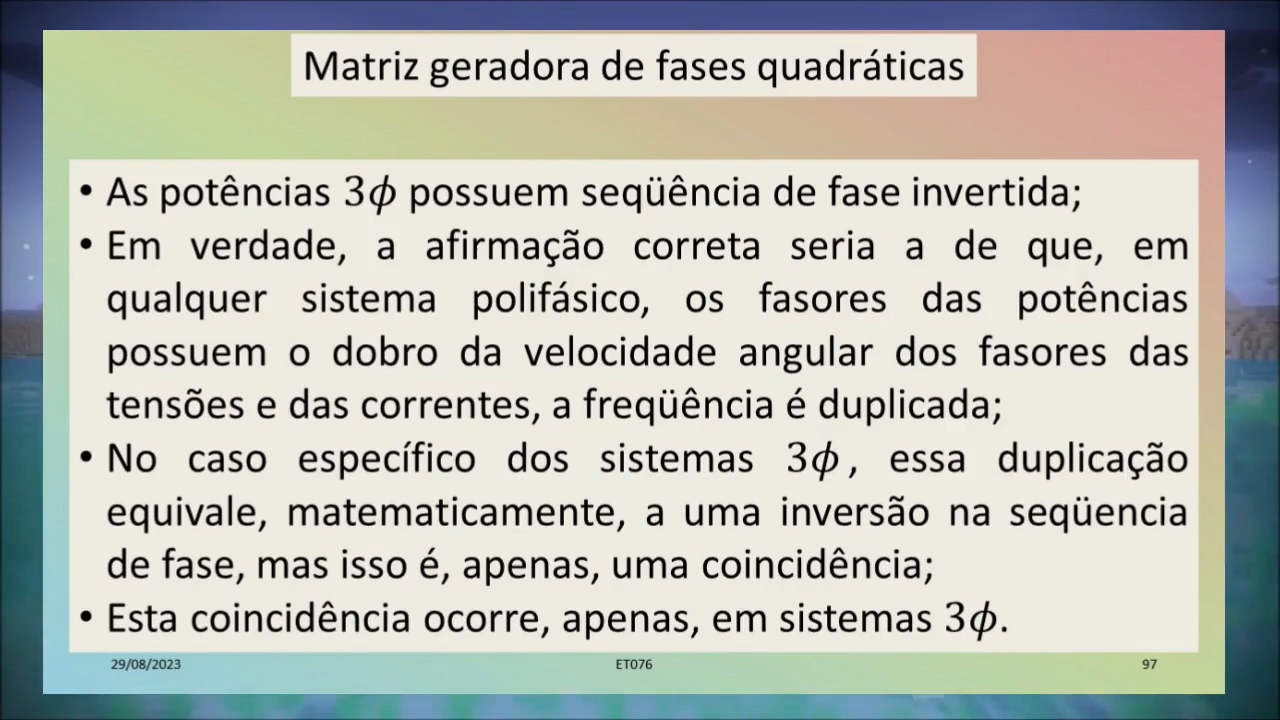 Matriz geradora de fases quadráticas
• As potências 3ϕ possuem seqüência de fase invertida;
• Em verdade, a afirmação correta seria a de que, em
qualquer sistema polifásico, os fasores das potências
possuem o dobro da velocidade angular dos fasores das
tensões e das correntes, a freqüência é duplicada;
• No caso específico dos sistemas 3ϕ, essa duplicação
equivale, matematicamente, a uma inversão na seqüencia
de fase, mas isso é, apenas, uma coincidência;
• Esta coincidência ocorre, apenas, em sistemas 3ϕ.
29/08/2023 ET076 97